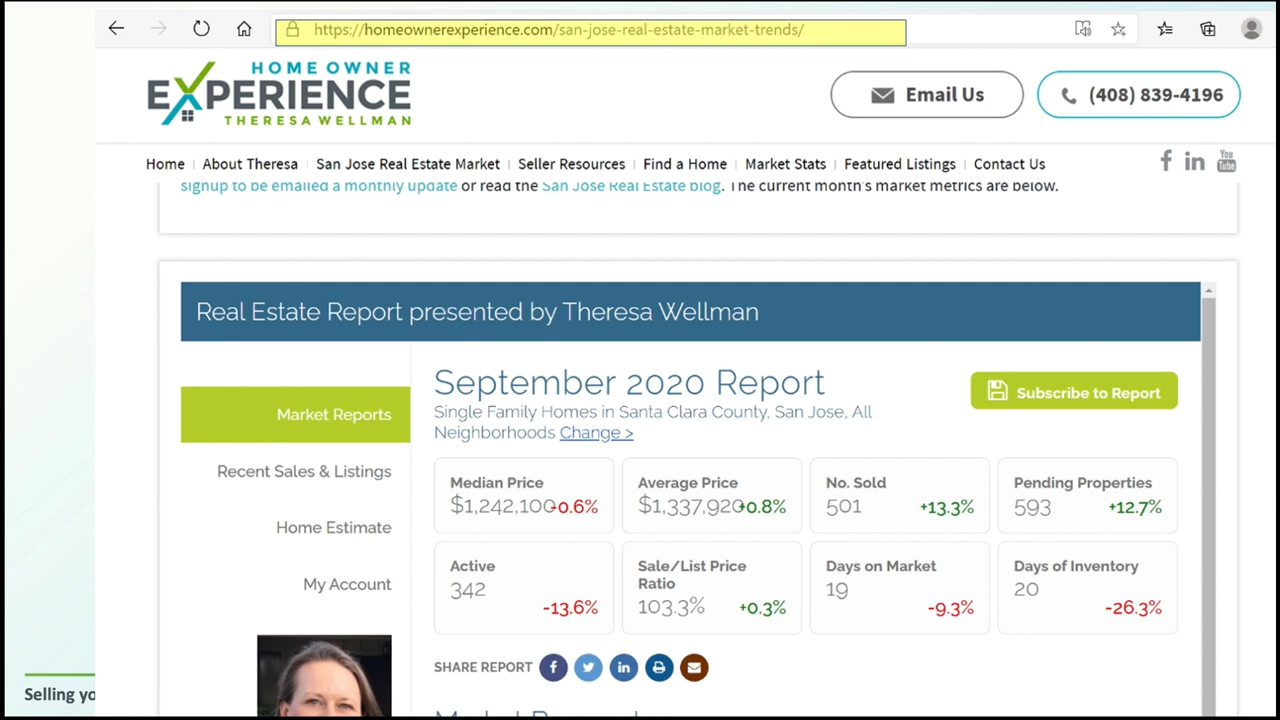 https://homeownerexperience.com/san-jose-real-estate-market-trends/
HOME OWNER
EXPERIENCE
THERESA WELLMAN
Email Us
(408) 839-4196
Home About Theresa San Jose Real Estate Market Seller Resources Find a Home Market Stats Featured Listings Contact Us
You
Tube
signup to be emailed a monthly update or read the San Jose Real Estate blog. The current month's market metrics are below.
Real Estate Report presented by Theresa Wellman
Market Reports
Recent Sales & Listings
Home Estimate
My Account
September 2020 Report
Subscribe to Report
Single Family Homes in Santa Clara County, San Jose, All
Neighborhoods Change >
Median Price
$1,242,100 -0.6%
Average Price
$1,337,920 +0.8%
No. Sold
501 +13.3%
Pending Properties
593 +12.7%
Active
342
-13.6%
Sale/List Price
Ratio
103.3% +0.3%
Days on Market
19
-9.3%
Days of Inventory
20
-26.3%
SHARE REPORT
Selling yo